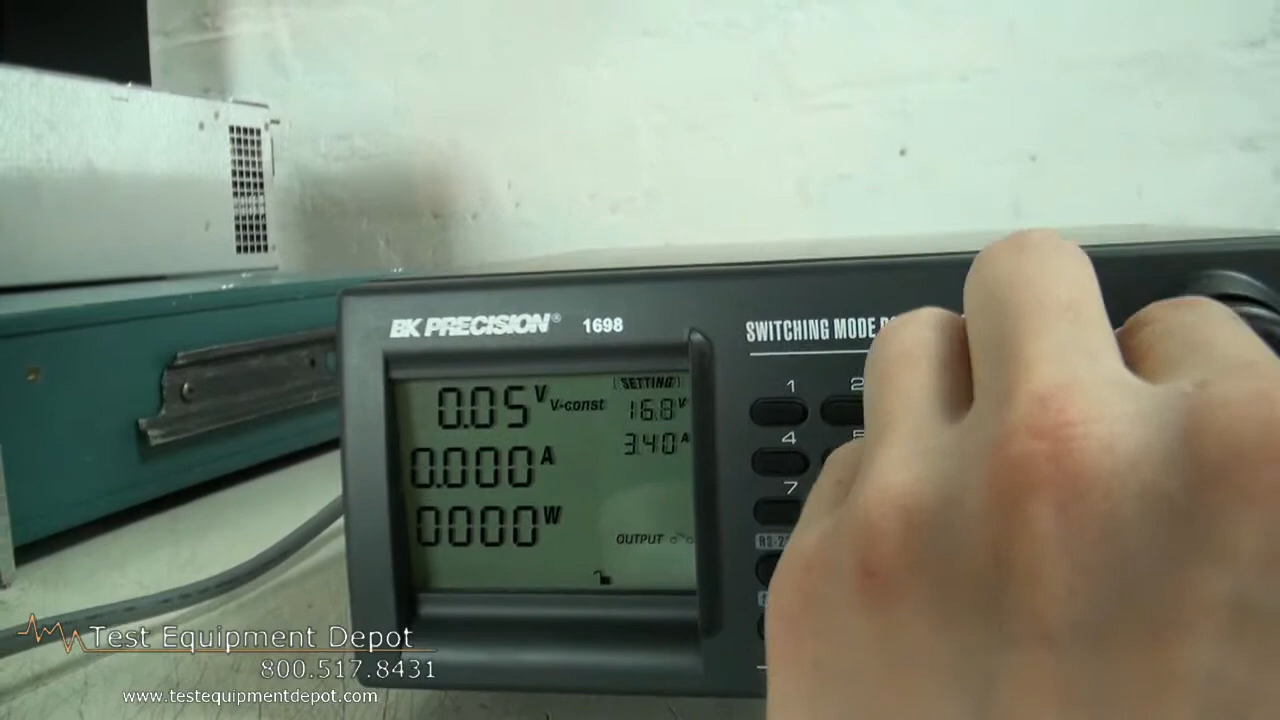 BK PRECISION® 1698
SWITCHING MODE
0.05 V V-const
SETTING
16.8 V
3.40 A
0.000 A
0000 W
OUTPUT
1 2
4
7
Test Equipment Depot
800.517.8431
www.testequipmentdepot.com